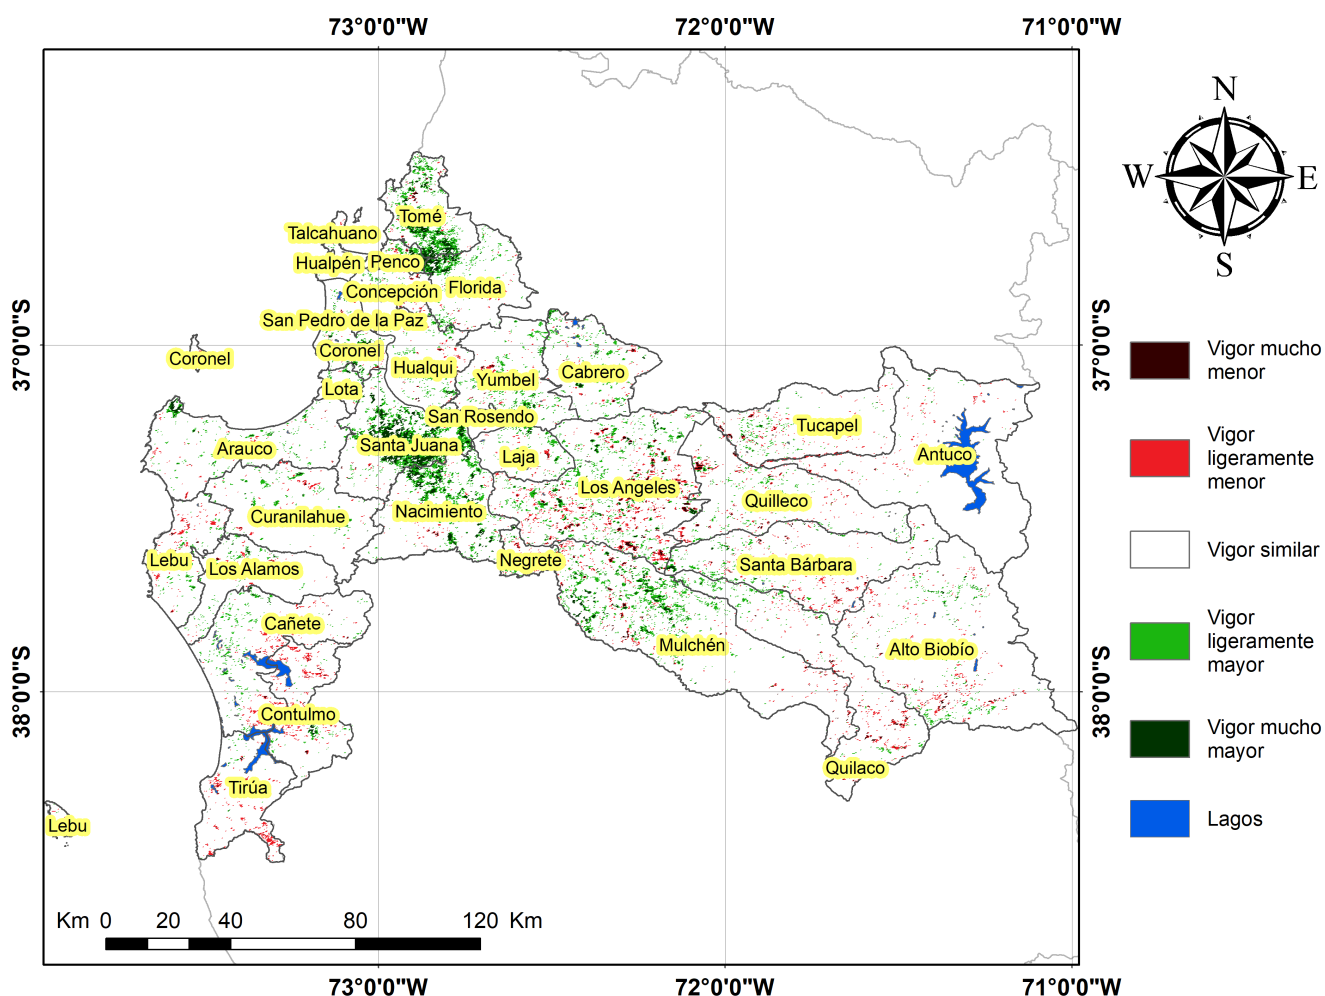 73°0'0"W
72°0'0"W
71°0'0"W
N
W
E
S
Tomé
Talcahuano
Hualpén
Penco
Concepción
Florida
San Pedro de la Paz
37°0'0"S
37°0'0"S
Coronel
Coronel
Hualqui
Yumbel
Cabrero
Lota
San Rosendo
Tucapel
Arauco
Santa Juana
Laja
Antuco
Los Angeles
Quilleco
Curanilahue
Nacimiento
Lebu
Los Alamos
Negrete
Santa Bárbara
Cañete
Mulchén
Alto Biobío
38°0'0"S
38°0'0"S
Contulmo
Quilaco
Tirúa
Lebu
Vigor mucho
menor
Vigor
ligeramente
menor
Vigor similar
Vigor
ligeramente
mayor
Vigor mucho
mayor
Lagos
Km 0 20 40 80 120 Km
73°0'0"W
72°0'0"W
71°0'0"W